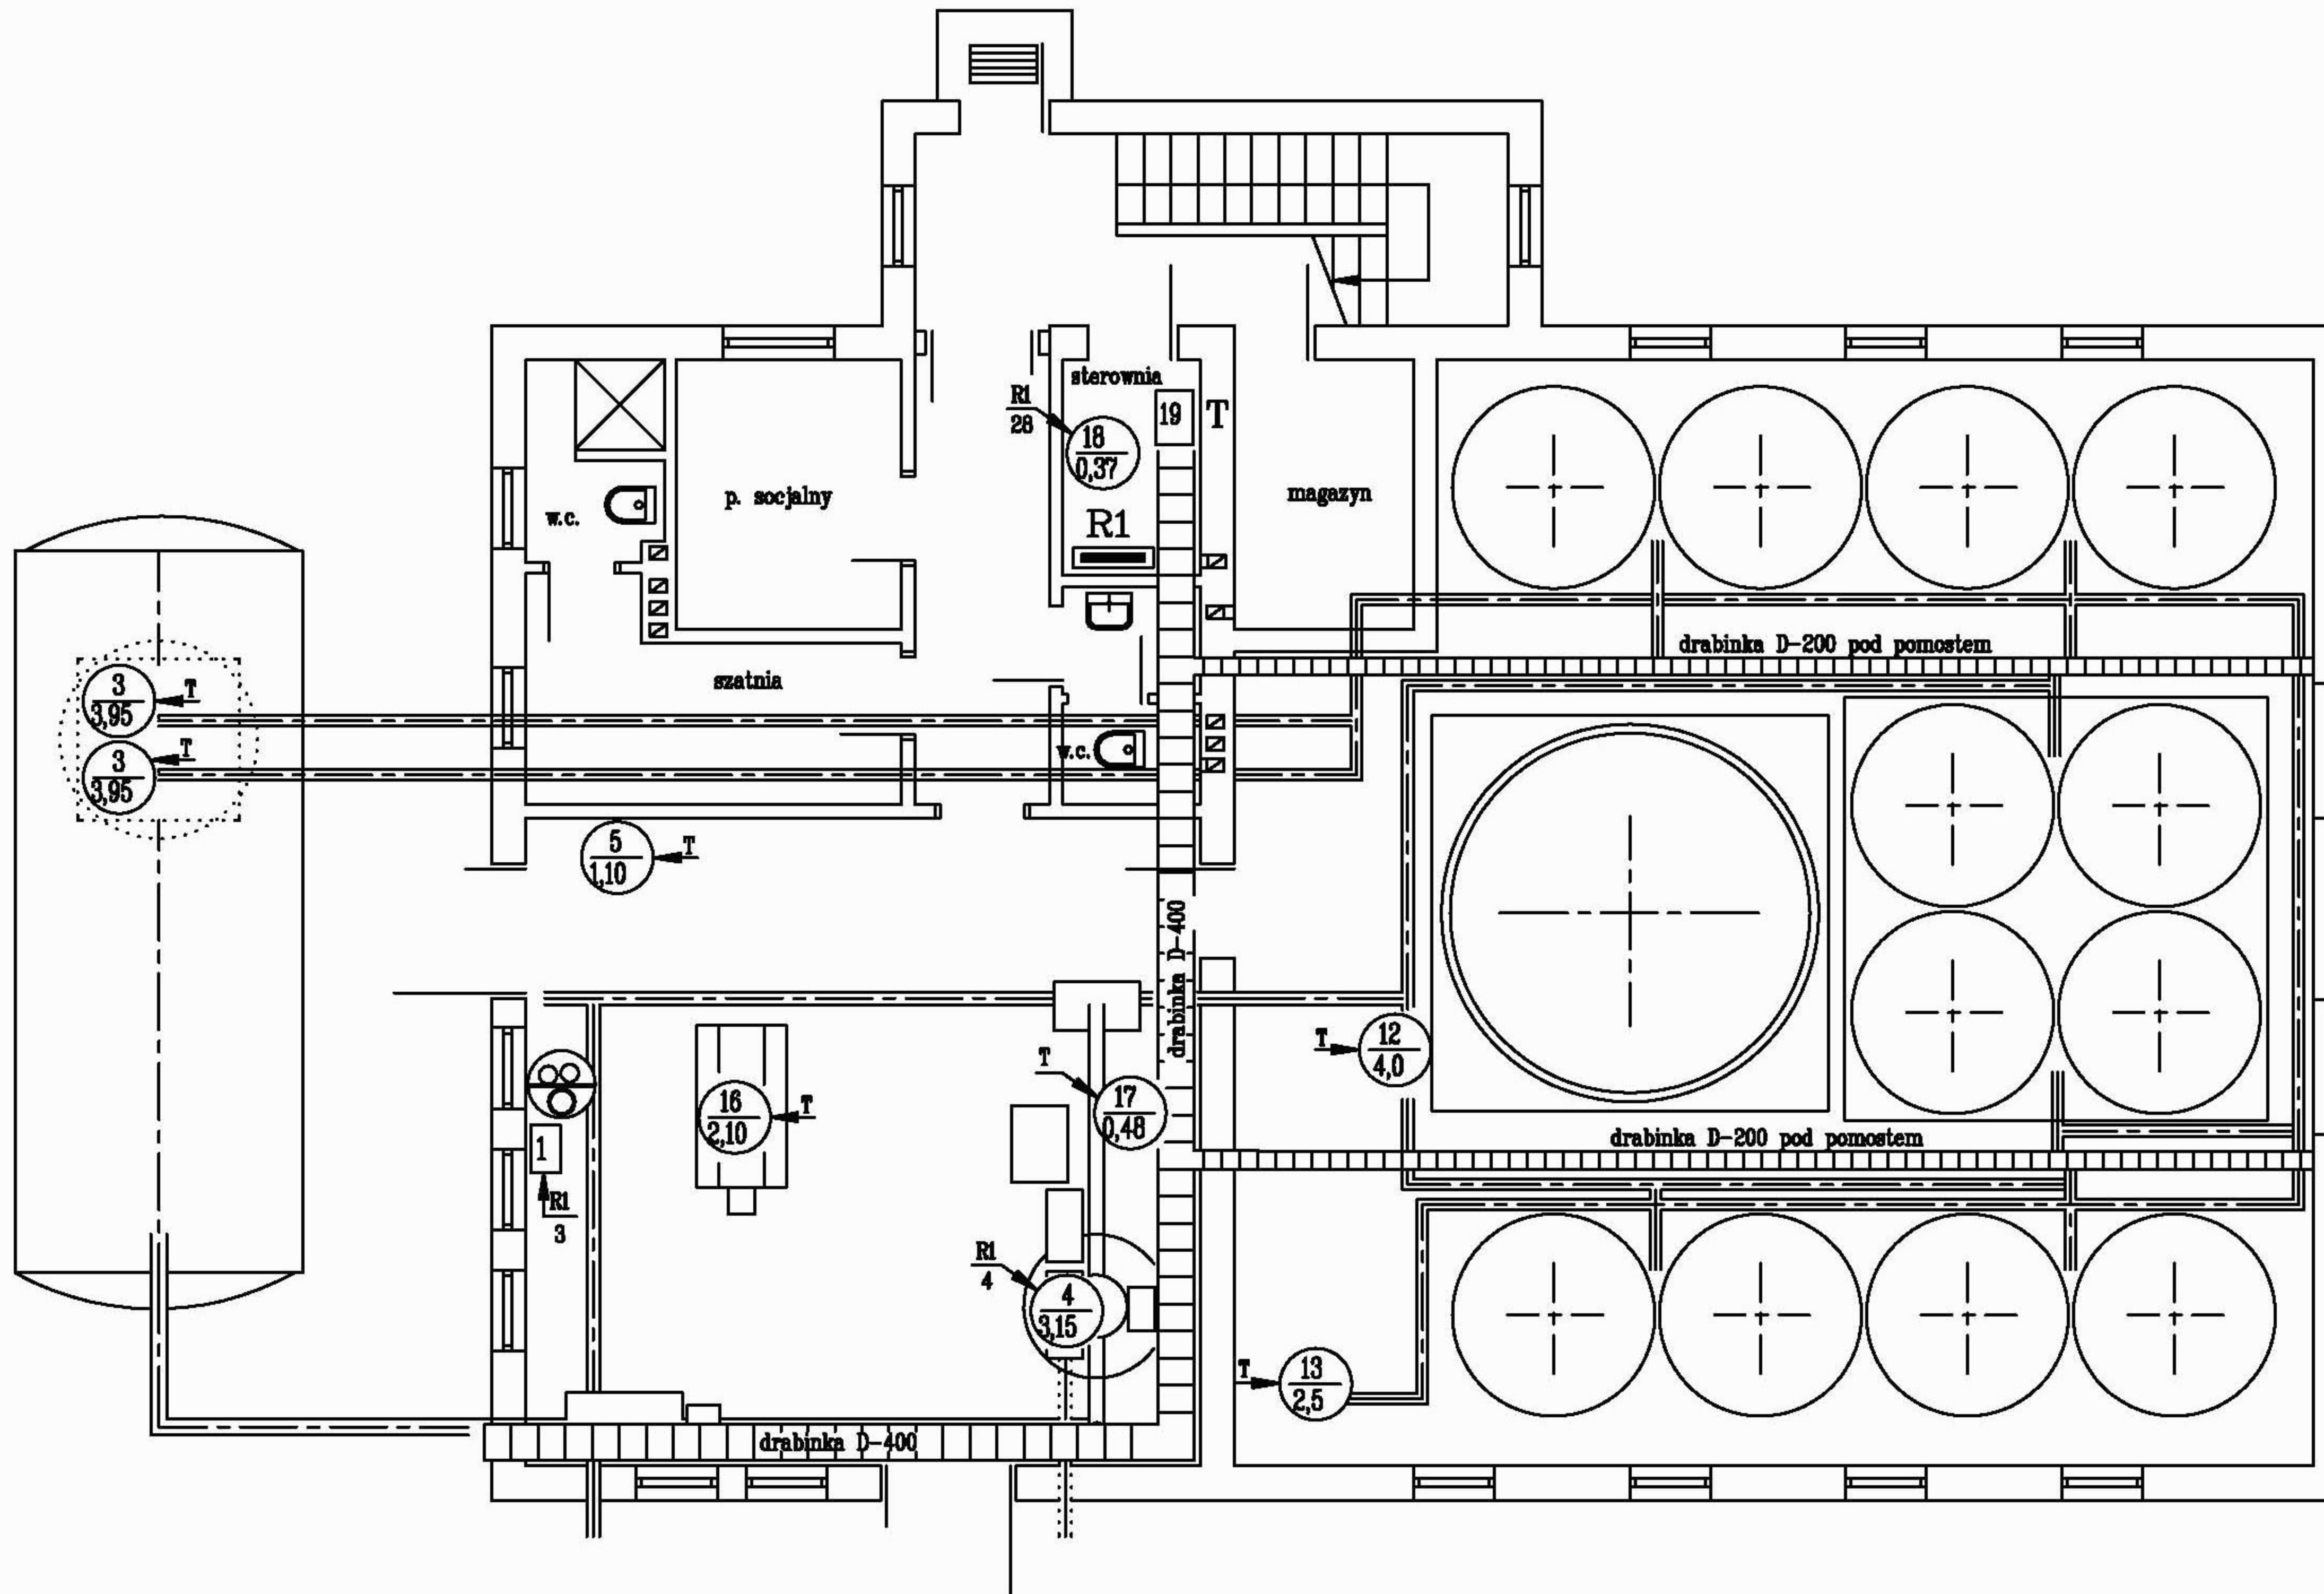 sterownia
R1
28
19
T
18
0,37
R1
p. socjalny
w.c.
magazyn
drabinka D-200 pod pomostem
szatnia
3
3,95
T
3
3,95
T
w.c.
5
1,10
T
drabinka D-400
12
4,0
T
T
17
0,48
16
2,10
T
1
R1
3
drabinka D-200 pod pomostem
R1
4
4
3,15
T
13
2,5
drabinka D-400